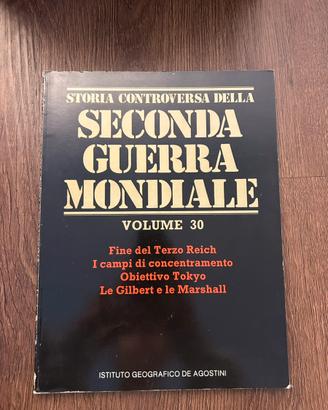 STORIA CONTROVERSA DELLA
SECONDA
GUERRA
MONDIALE
VOLUME 30
Fine del Terzo Reich
I campi di concentramento
Obiettivo Tokyo
Le Gilbert e le Marshall
ISTITUTO GEOGRAFICO DE AGOSTINI